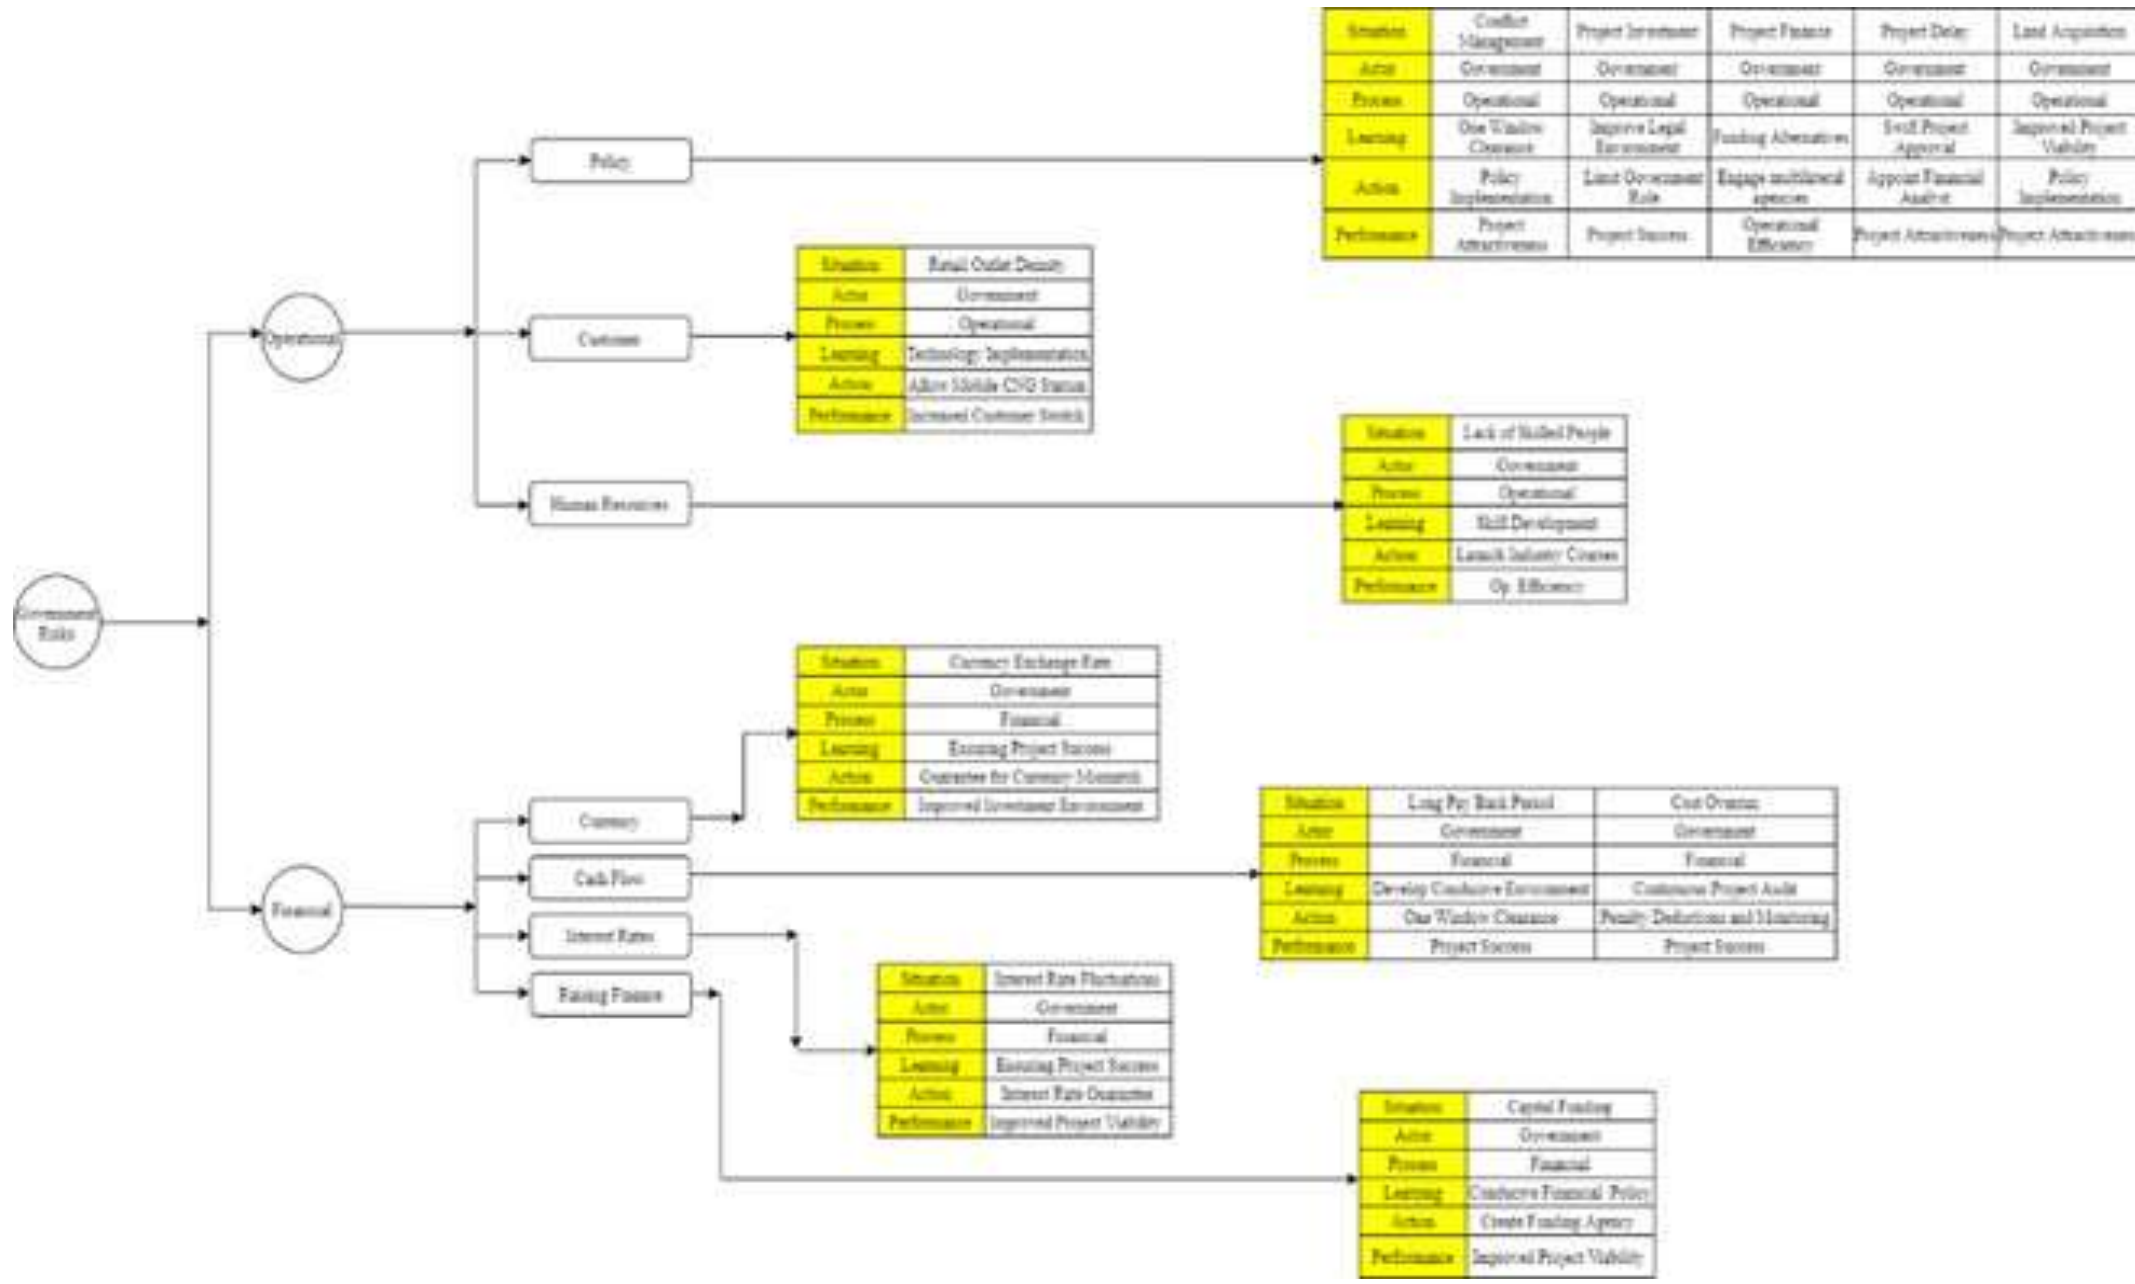 Situation Conflict Management Project Investment Project Finance Project Delay Land Acquisition
Actor Government Government Government Government Government
Process Operational Operational Operational Operational Operational
Learning One Window Clearance Improve Legal Environment Funding Alternatives Swift Project Approval Improved Project Viability
Action Policy Implementation Limit Government Role Engage multilateral agencies Appoint Financial Analyst Policy Implementation
Performance Project Attractiveness Project Success Operational Efficiency Project Attractiveness Project Attractiveness
Policy
Situation Retail Outlet Density
Actor Government
Process Operational
Learning Technology Implementation
Action Allow Mobile CNG Station
Performance Increased Customer Switch
Operational
Customer
Situation Lack of Skilled People
Actor Government
Process Operational
Learning Skill Development
Action Launch Industry Courses
Performance Op. Efficiency
Human Resources
Government
Risks
Situation Currency Exchange Rate
Actor Government
Process Financial
Learning Ensuring Project Success
Action Guarantee for Currency Mismatch
Performance Improved Investment Environment
Currency
Situation Long Pay Back Period Cost Overrun
Actor Government Government
Process Financial Financial
Learning Develop Conducive Environment Continuous Project Audit
Action One Window Clearance Penalty Deductions and Monitoring
Performance Project Success Project Success
Cash Flow
Financial
Interest Rates
Raising Finance
Situation Interest Rate Fluctuations
Actor Government
Process Financial
Learning Ensuring Project Success
Action Interest Rate Guarantee
Performance Improved Project Viability
Situation Capital Funding
Actor Government
Process Financial
Learning Conducive Financial Policy
Action Create Funding Agency
Performance Improved Project Viability